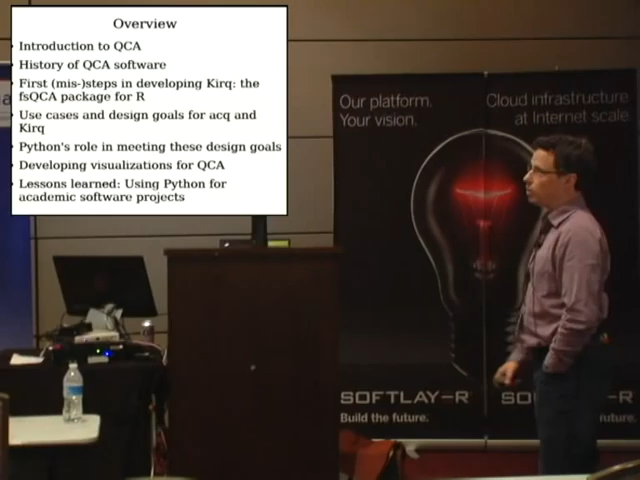 Overview
Introduction to QCA
History of QCA software
First (mis-)steps in developing Kirq: the
fsQCA package for R
Use cases and design goals for acq and
Kirq
Python's role in meeting these design goals
Developing visualizations for QCA
Lessons learned: Using Python for
academic software projects
Our platform.
Your vision.
Cloud infrastructure
at Internet scale
SOFTLAY-R
Build the future.
SO
-R
future.